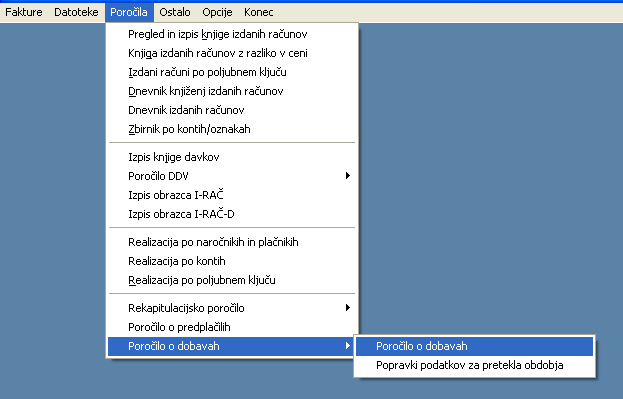 Fakture Datoteke Poročila Ostalo Opcije Konec
Pregled in izpis knjige izdanih računov
Knjiga izdanih računov z razliko v ceni
Izdani računi po poljubnem ključu
Dnevnik knjiženj izdanih računov
Dnevnik izdanih računov
Zbirnik po kontih/oznakah
Izpis knjige davkov
Poročilo DDV
Izpis obrazca I-RAČ
Izpis obrazca I-RAČ-D
Realizacija po naročnikih in plačnikih
Realizacija po kontih
Realizacija po poljubnem ključu
Rekapitulacijsko poročilo
Poročilo o predplačilih
Poročilo o dobavah
Poročilo o dobavah
Popravki podatkov za pretekla obdobja